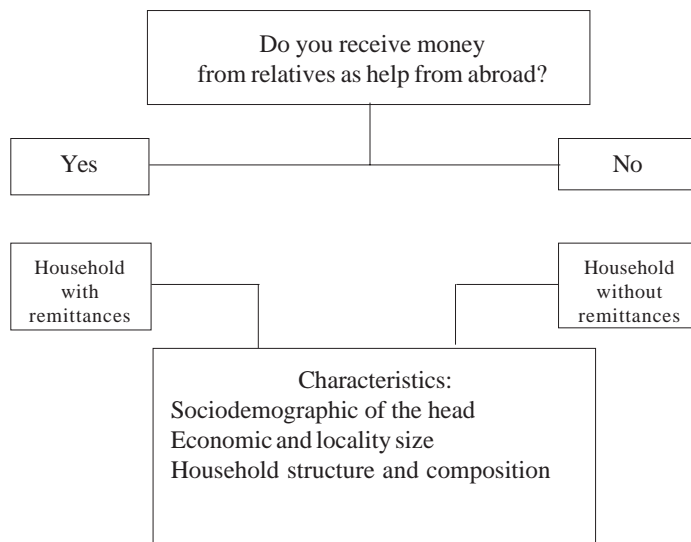 Do you receive money
from relatives as help from abroad?
Yes
No
Household
with
remittances
Household
without
remittances
Characteristics:
Sociodemographic of the head
Economic and locality size
Household structure and composition